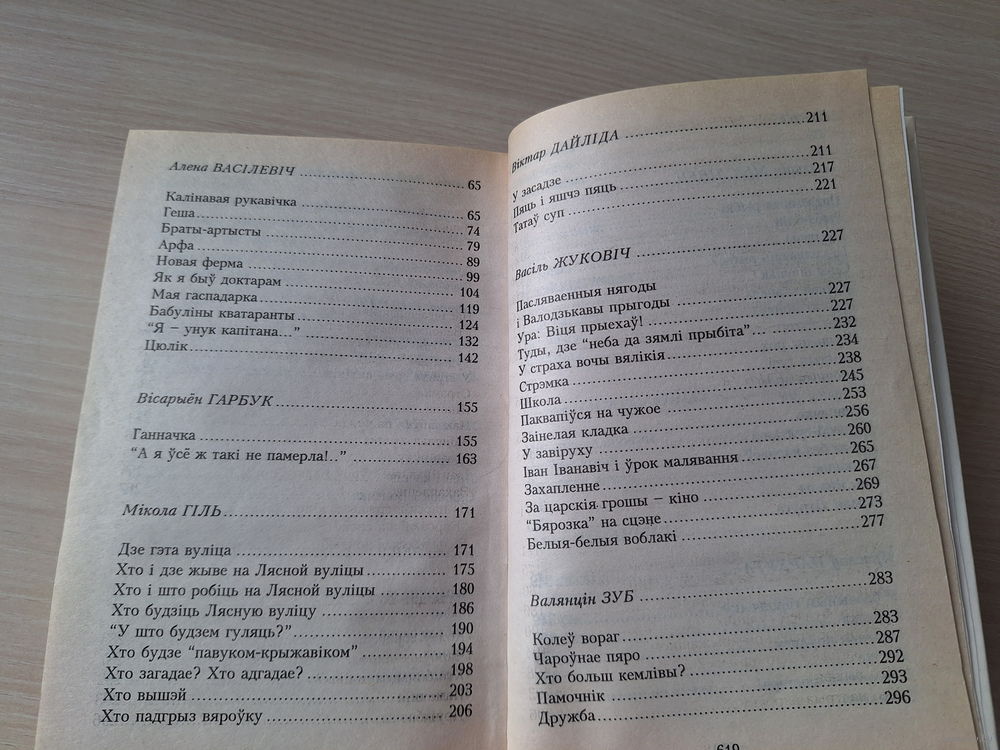 Алена ВАСІЛЕВІЧ ........ 65
Калінавая рукавічка ........ 65
Геша ........ 74
Браты-артысты ........ 79
Арфа ........ 89
Новая ферма ........ 99
Як я быў доктарам ........ 104
Мая гаспадарка ........ 119
Бабуліны кватаранты ........ 124
“Я – унук капітана...” ........ 132
Цюлік ........ 142
Вісарыён ГАРБУК ........ 155
Ганначка ........ 155
“А я ўсё ж такі не памерла!..” ........ 163
Мікола ГІЛЬ ........ 171
Дзе гэта вуліца ........ 171
Хто і дзе жыве на Лясной вуліцы ........ 175
Хто і што робіць на Лясной вуліцы ........ 180
Хто будзіць Лясную вуліцу ........ 186
“У што будзем гуляць?” ........ 190
Хто будзе “павуком-крыжавіком” ........ 194
Хто загадае? Хто адгадае? ........ 198
Хто вышэй ........ 203
Хто падгрыз вяроўку ........ 206
Віктар ДАЙЛІДА ........ 211
У засадзе ........ 211
Пяць і яшчэ пяць ........ 217
Татаў суп ........ 221
Васіль ЖУКОВІЧ ........ 227
Пасляваенныя нягоды
і Валодзькавы прыгоды ........ 227
Ура: Віця прыехаў! ........ 227
Туды, дзе “неба да зямлі прыбіта” ........ 232
У страха вочы вялікія ........ 234
Стрэмка ........ 238
Школа ........ 245
Паквапіўся на чужое ........ 253
Заінелая кладка ........ 256
У завіруху ........ 260
Іван Іванавіч і ўрок малявання ........ 265
Захапленне ........ 267
За царскія грошы – кіно ........ 269
“Бярозка” на сцэне ........ 273
Белыя-белыя воблакі ........ 277
Валянцін ЗУБ ........ 283
Колеў вораг ........ 283
Чароўнае пяро ........ 287
Хто больш кемлівы? ........ 292
Памочнік ........ 293
Дружба ........ 296
619